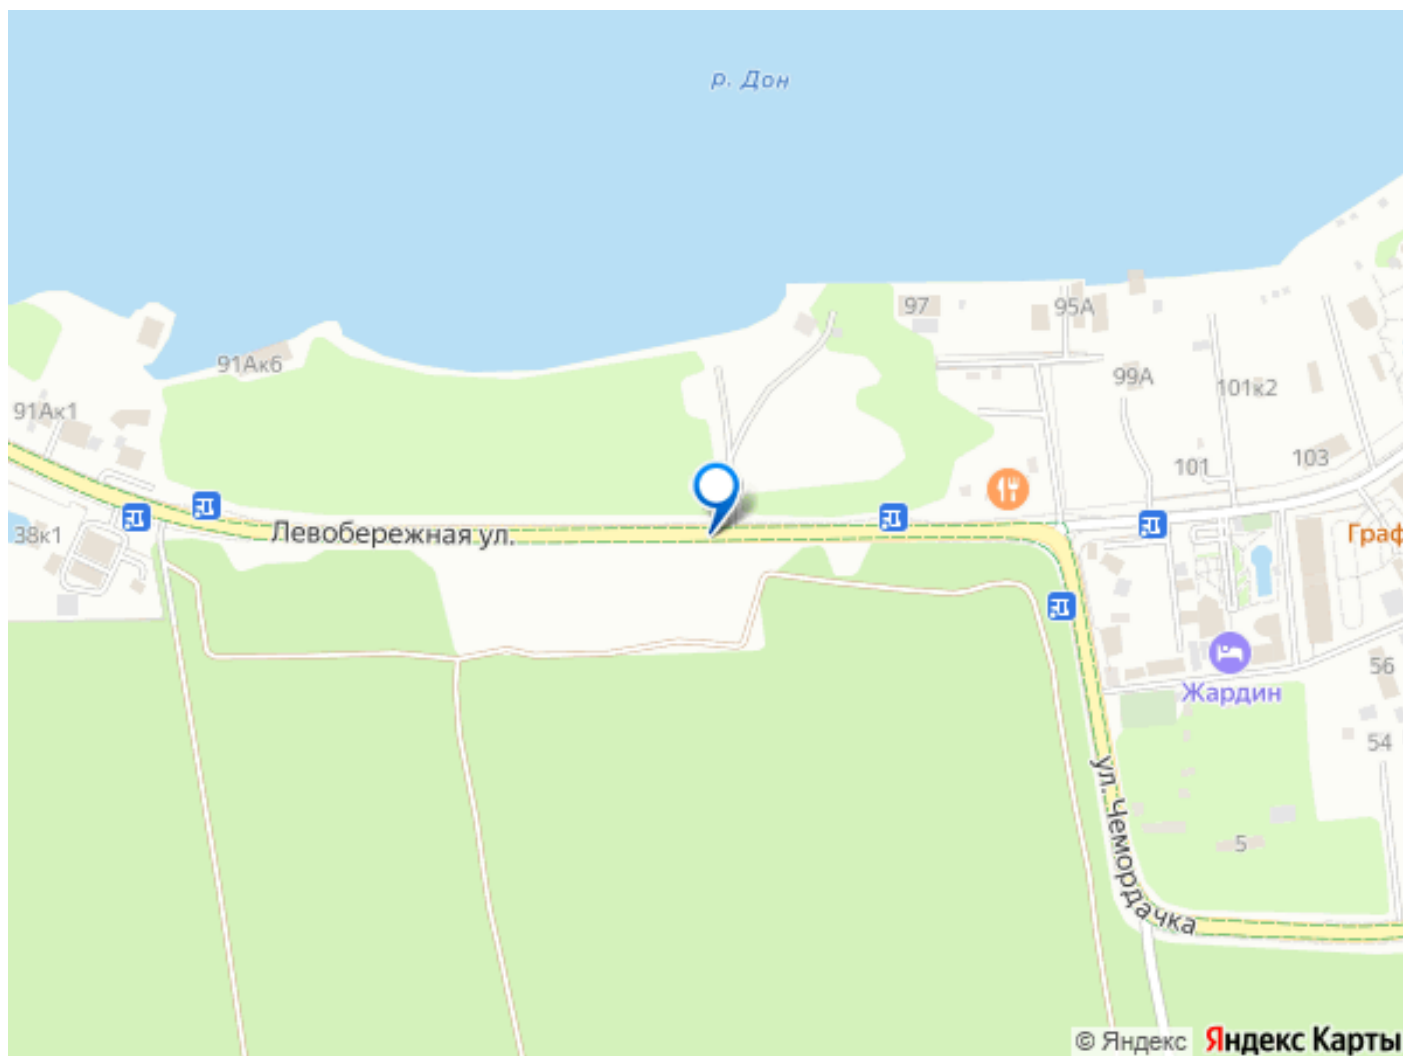 р. Дон
97
95А
91Ак6
99А
101к2
91Ак1
101
103
38к1
Левобережная ул.
Граф
56
Жардин
54
ул. Чемордачка
5
© Яндекс Яндекс Карты